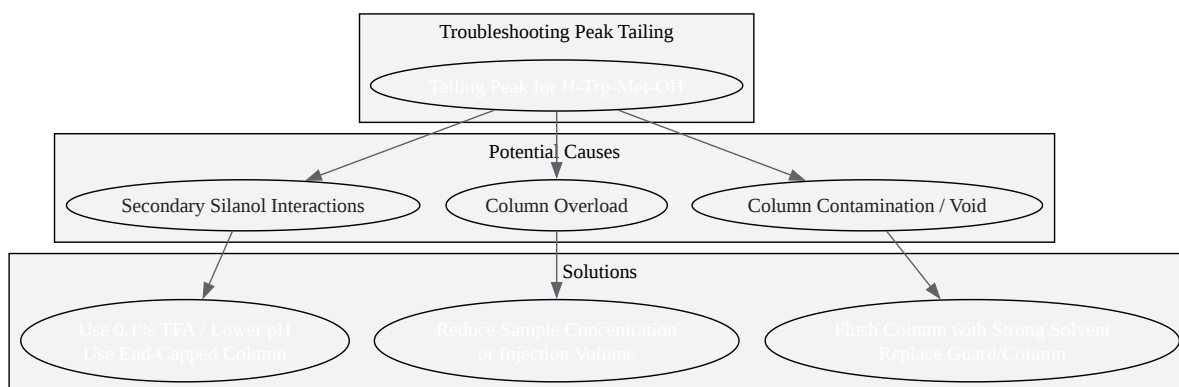 Troubleshooting Peak Tailing
Tailing Peak for H-Trp-Met-OH
Potential Causes
Secondary Silanol Interactions
Column Overload
Column Contamination / Void
Solutions
Use 0.1% TFA / Lower pH
Use End-Capped Column
Reduce Sample Concentration
or Injection Volume
Flush Column with Strong Solvent
Replace Guard/Column